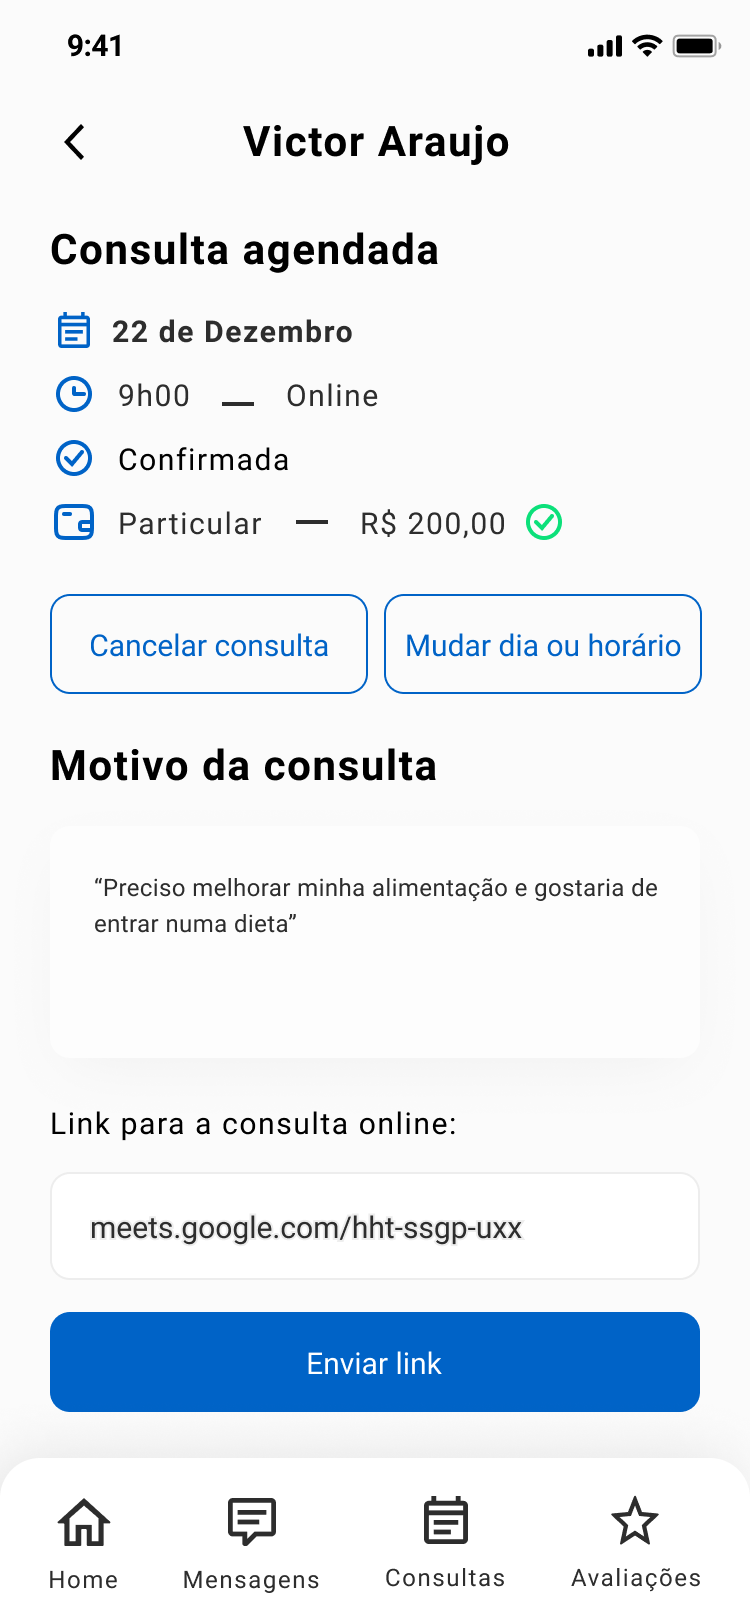 9:41
Victor Araujo
Consulta agendada
22 de Dezembro
9h00 — Online
Confirmada
Particular — R$ 200,00
Cancelar consulta
Mudar dia ou horário
Motivo da consulta
“Preciso melhorar minha alimentação e gostaria de
entrar numa dieta”
Link para a consulta online:
meets.google.com/hht-ssgp-uxx
Enviar link
Home
Mensagens
Consultas
Avaliações